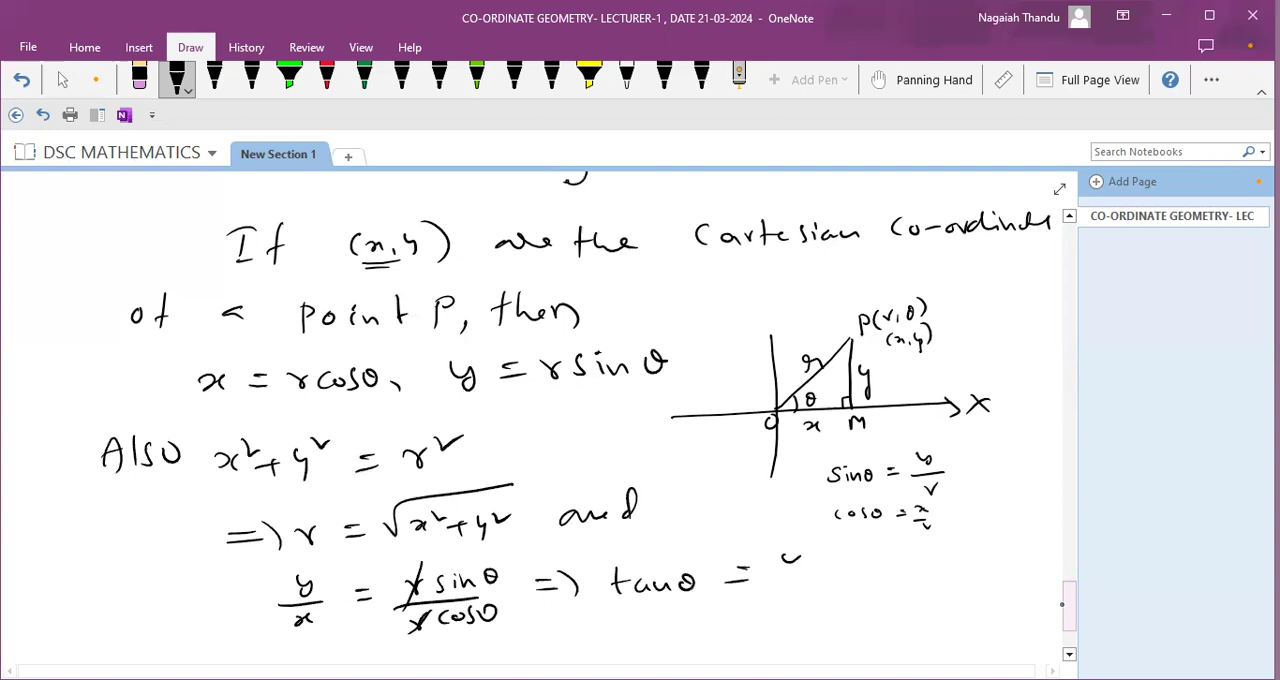 CO-ORDINATE GEOMETRY- LECTURER-1 , DATE 21-03-2024 - OneNote
Nagaiah Thandu
File Home Insert Draw History Review View Help
Add Pen Panning Hand Full Page View
DSC MATHEMATICS New Section 1
Search Notebooks
Add Page
CO-ORDINATE GEOMETRY- LEC
If (x,y) are the Cartesian Co-ordinates
of a point P, then
x = r cosθ, y = r sinθ
Also x²+y² = r²
=> r = √x²+y² and
y/x = r sinθ / r cosθ => tanθ =
P(r,θ)
(x,y)
r
y
θ
O x M
X
sinθ = y/r
cosθ = x/r